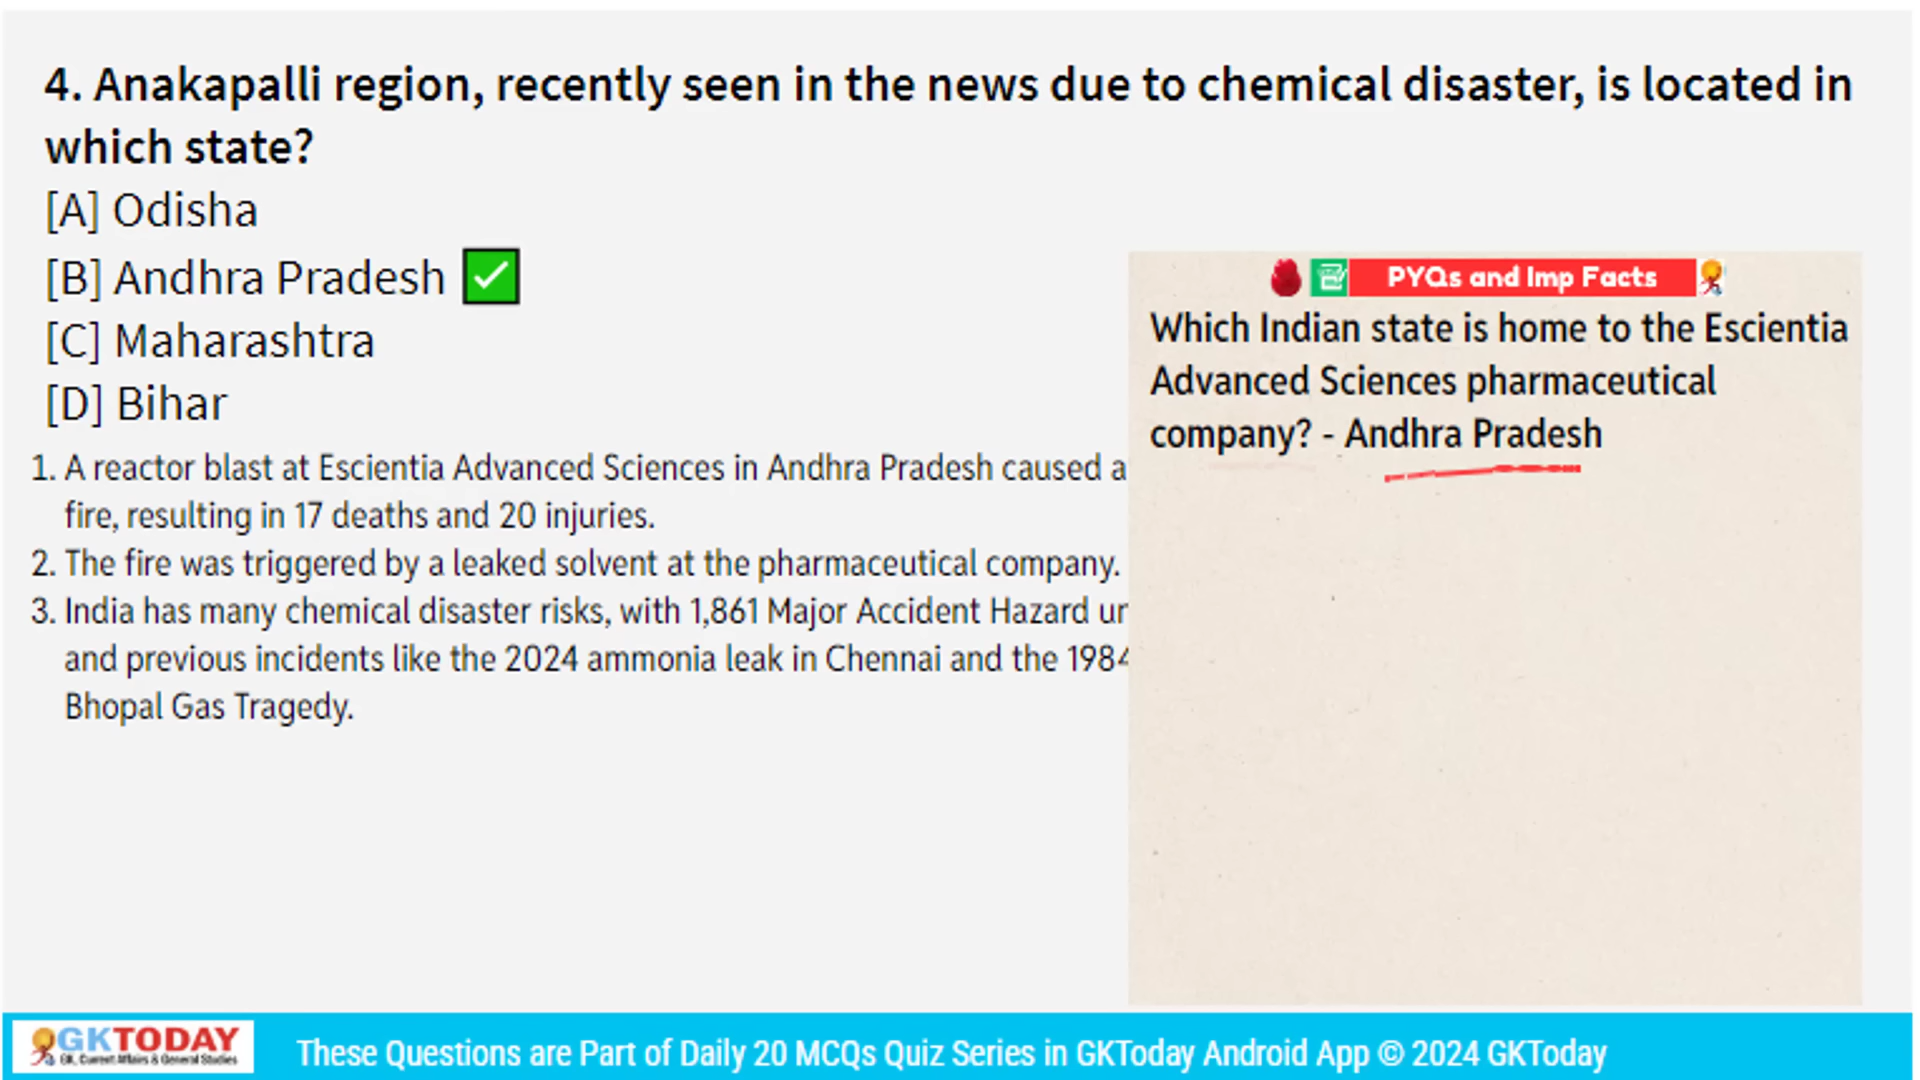 4. Anakapalli region, recently seen in the news due to chemical disaster, is located in
which state?
[A] Odisha
[B] Andhra Pradesh
[C] Maharashtra
[D] Bihar
1. A reactor blast at Escientia Advanced Sciences in Andhra Pradesh caused a
fire, resulting in 17 deaths and 20 injuries.
2. The fire was triggered by a leaked solvent at the pharmaceutical company.
3. India has many chemical disaster risks, with 1,861 Major Accident Hazard
and previous incidents like the 2024 ammonia leak in Chennai and the 1984
Bhopal Gas Tragedy.
PYQs and Imp Facts
Which Indian state is home to the Escientia
Advanced Sciences pharmaceutical
company? - Andhra Pradesh
GKTODAY
GK, Current Affairs & General Studies
These Questions are Part of Daily 20 MCQs Quiz Series in GKToday Android App © 2024 GKToday